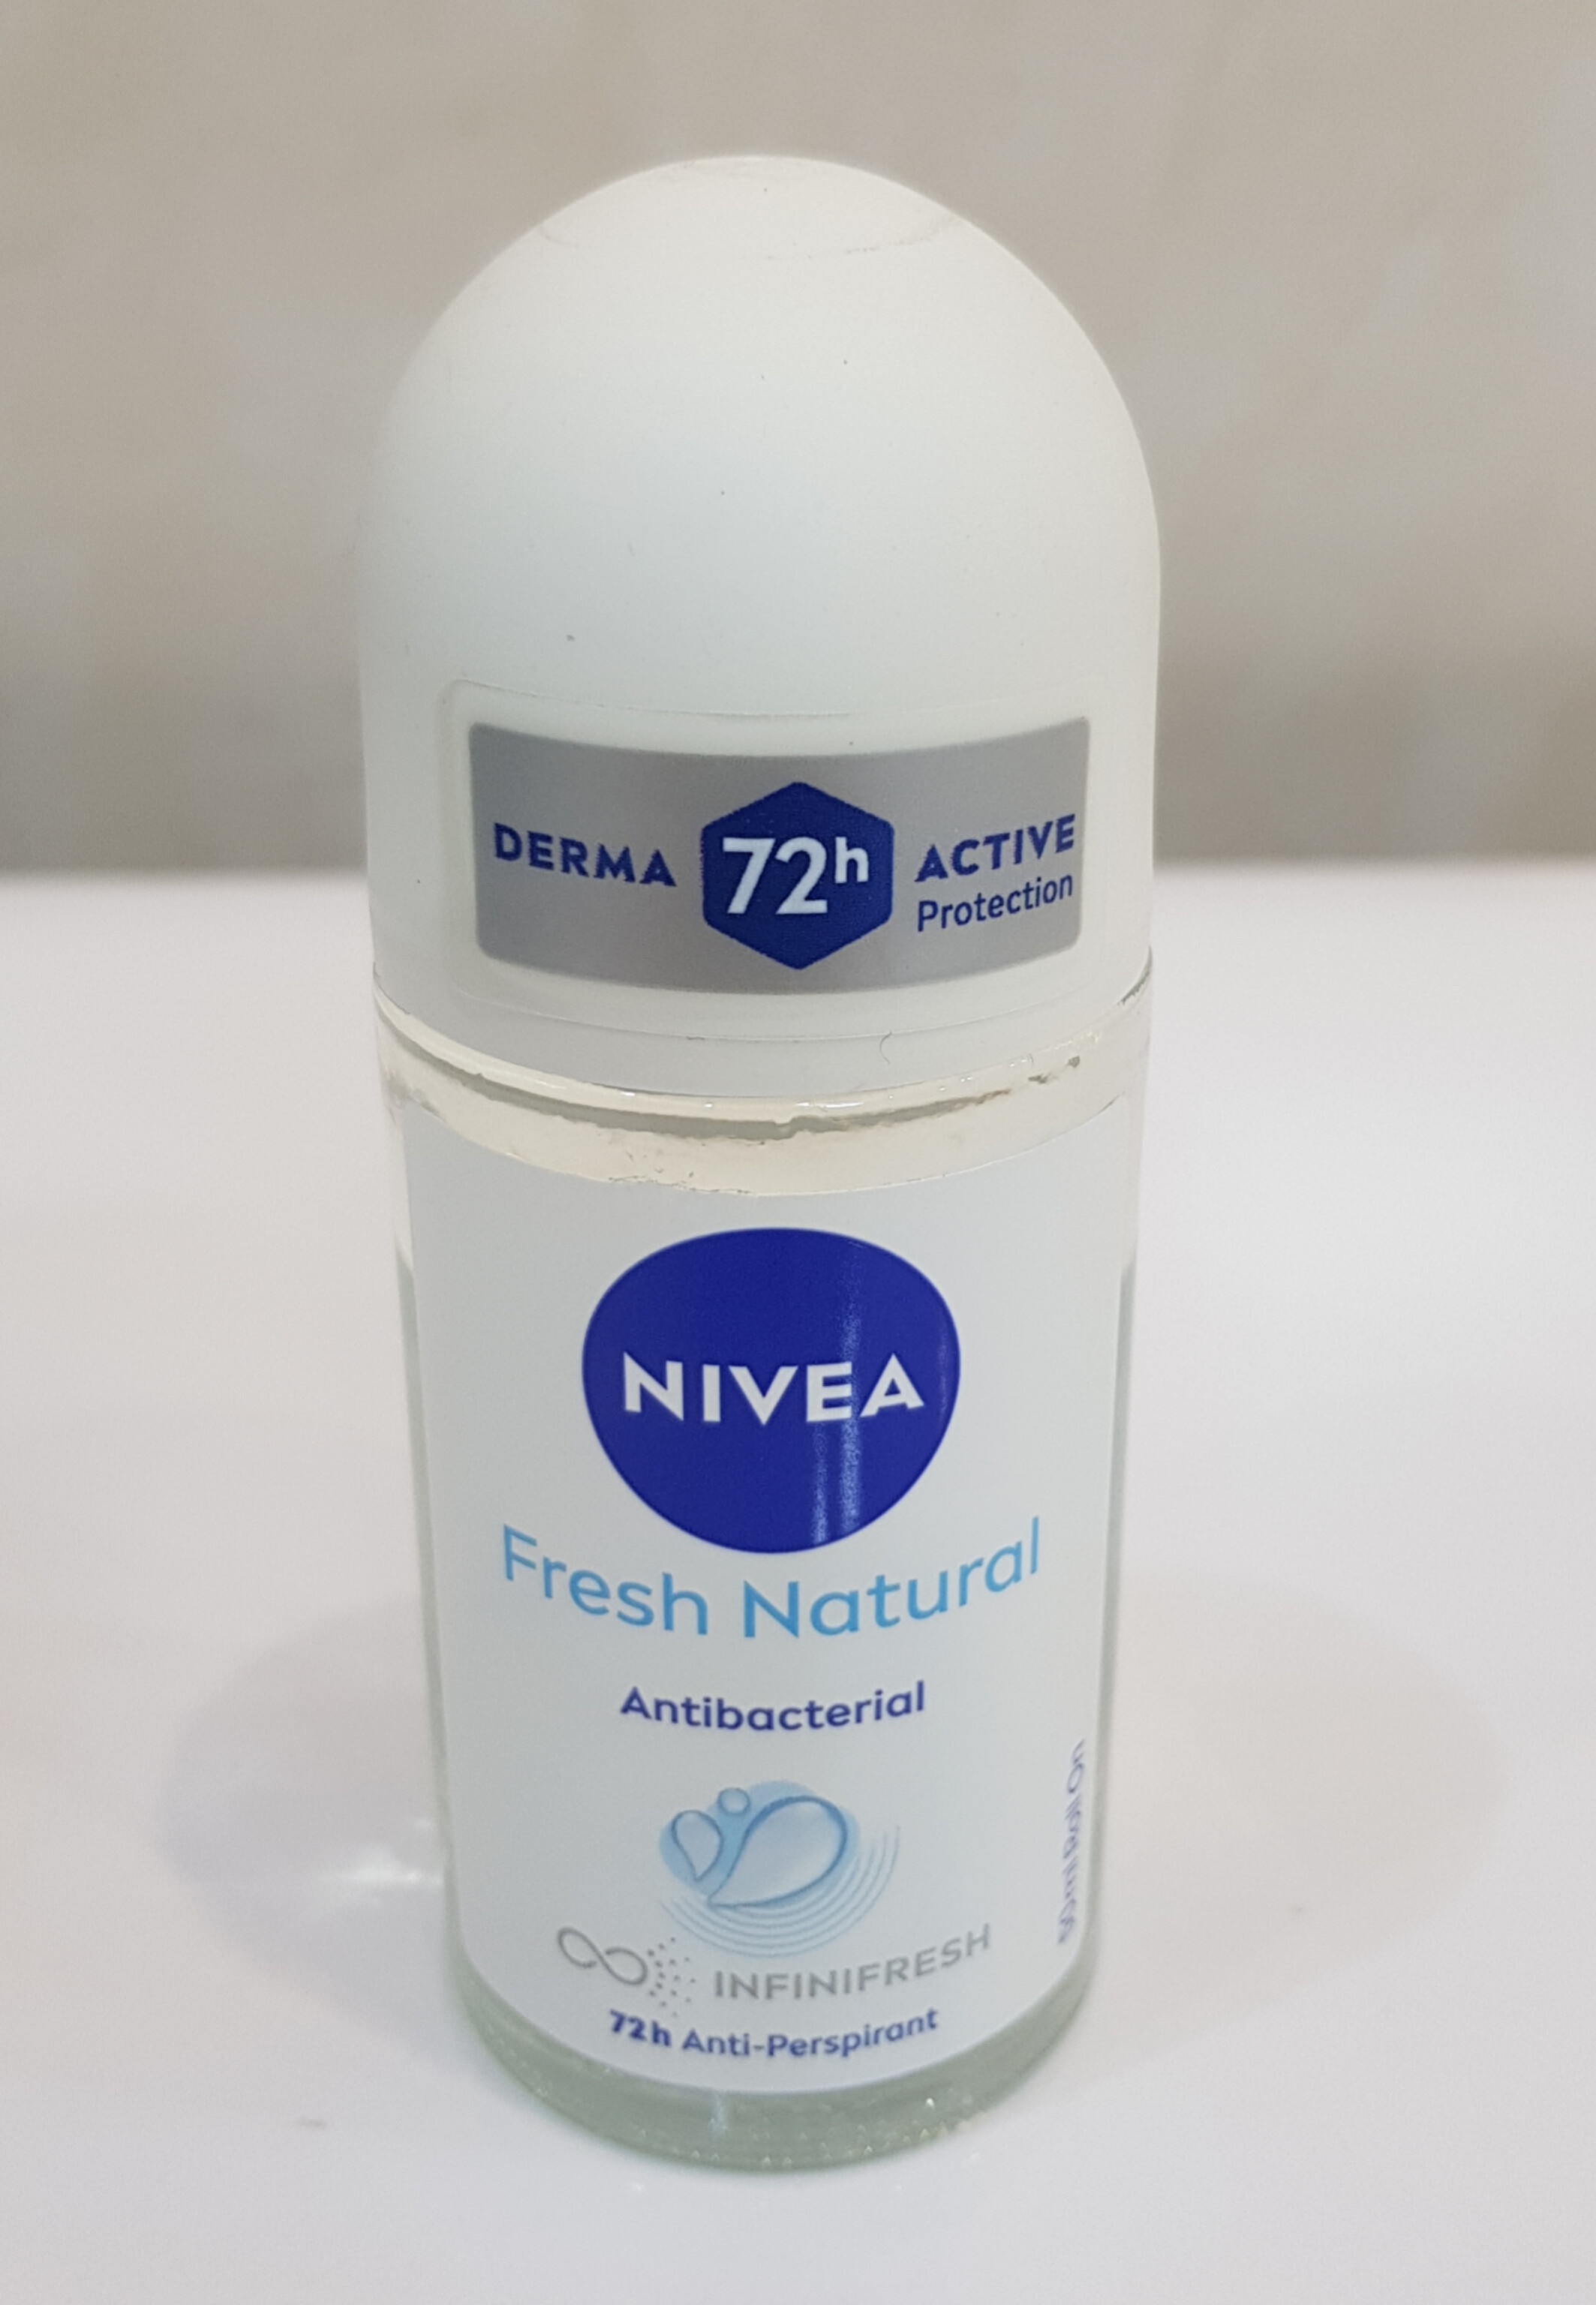 DERMA 72h ACTIVE
Protection
NIVEA
Fresh Natural
Antibacterial
INFINIFRESH
72h Anti-Perspirant
50ml Roll On